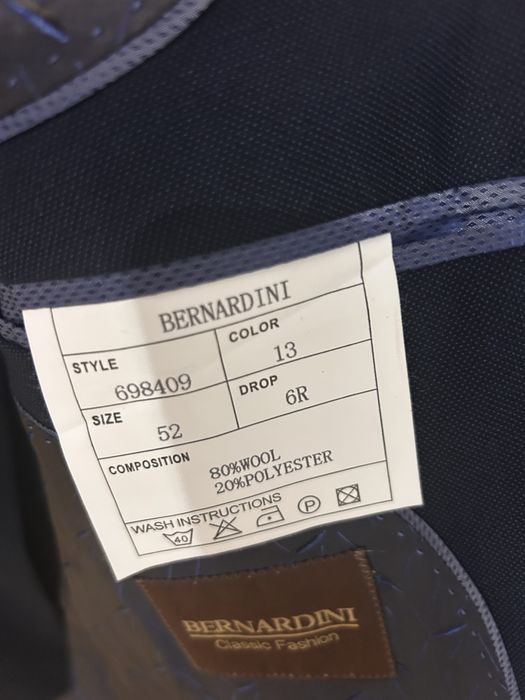 BERNARDINI
STYLE
698409
COLOR
13
SIZE
52
DROP
6R
COMPOSITION
80%WOOL
20%POLYESTER
WASH INSTRUCTIONS
40
P
BERNARDINI
Classic Fashion